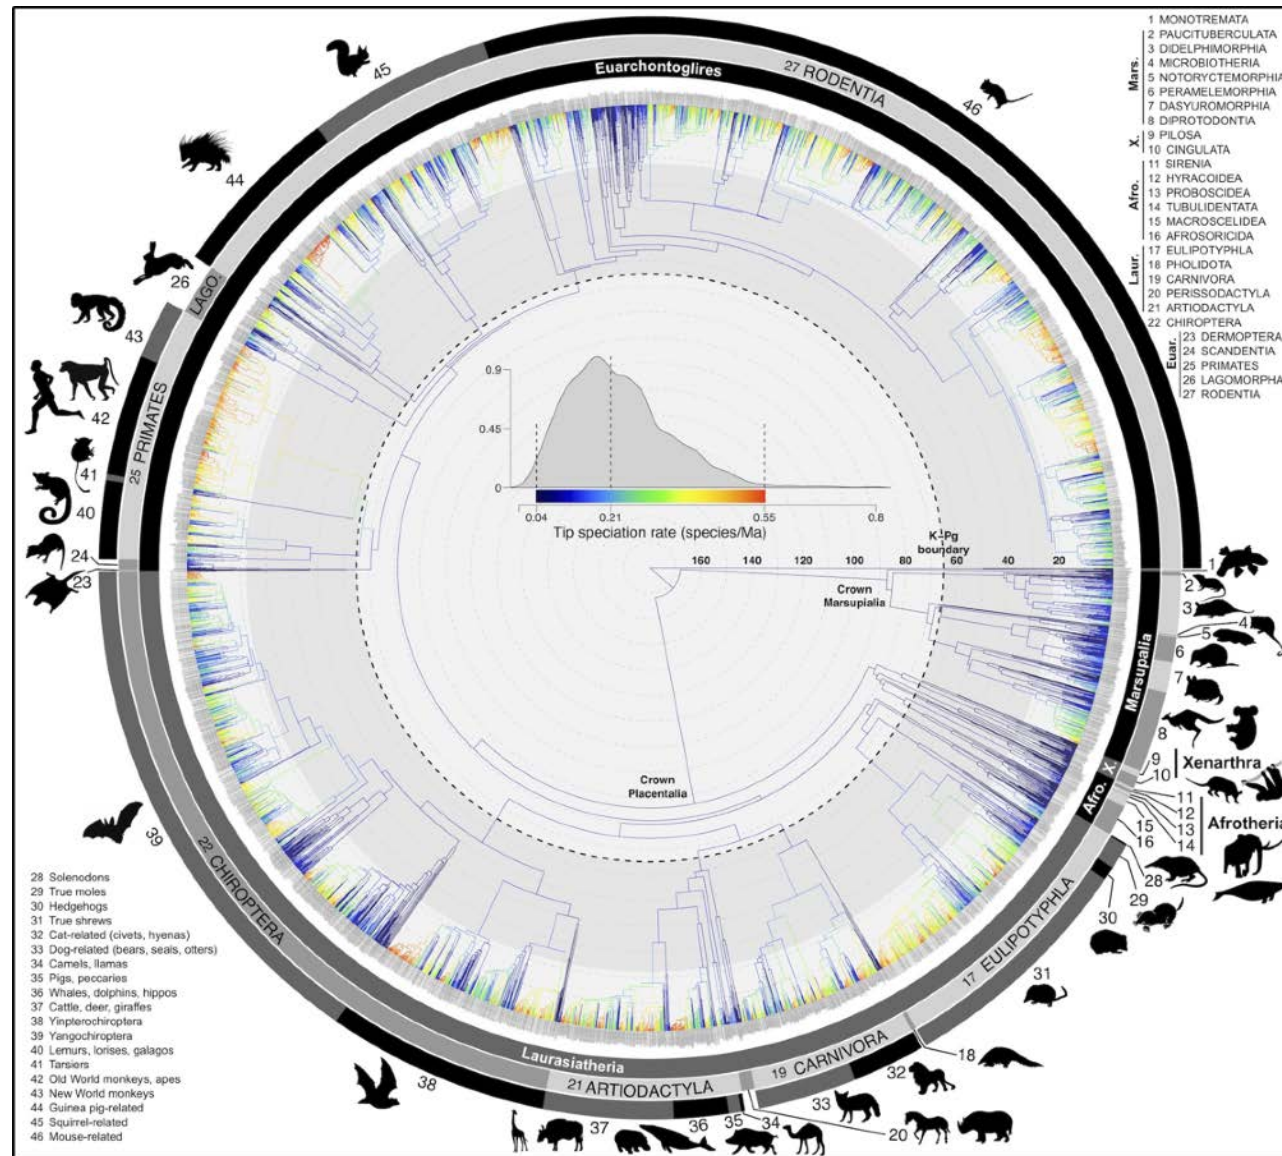 1 MONOTREMATA
2 PAUCITUBERCULATA
3 DIDELPHIMORPHIA
4 MICROBIOTHERIA
5 NOTORYCTEMORPHIA
6 PERAMELEMORPHIA
7 DASYUROMORPHIA
8 DIPROTODONTIA
Mars.
9 PILOSA
10 CINGULATA
X.
11 SIRENIA
12 HYRACOIDEA
13 PROBOSCIDEA
14 TUBULIDENTATA
15 MACROSCELIDEA
16 AFROSORICIDA
Afro.
17 EULIPOTYPHLA
18 PHOLIDOTA
19 CARNIVORA
20 PERISSODACTYLA
21 ARTIODACTYLA
22 CHIROPTERA
Laur.
23 DERMOPTERA
24 SCANDENTIA
25 PRIMATES
26 LAGOMORPHA
27 RODENTIA
Euar.
45
Euarchontoglires
27 RODENTIA
46
44
26
LAGO.
43
42
25 PRIMATES
41
40
24
23
0.9
0.45
0
0.04 0.21 0.55 0.8
Tip speciation rate (species/Ma)
K-Pg
boundary
160 140 120 100 80 60 40 20
Crown
Marsupialia
Crown
Placentalia
1
2
3
4
5
6
7
8
Marsupalia
9
10
X.
Xenarthra
11
12
13
14
15
16
Afro.
Afrotheria
28
29
30
31
17 EULIPOTYPHLA
18
19 CARNIVORA
32
33
20
Laurasiatheria
21 ARTIODACTYLA
34
35
36
37
38
22 CHIROPTERA
39
28 Solenodons
29 True moles
30 Hedgehogs
31 True shrews
32 Cat-related (civets, hyenas)
33 Dog-related (bears, seals, otters)
34 Camels, llamas
35 Pigs, peccaries
36 Whales, dolphins, hippos
37 Cattle, deer, giraffes
38 Yinpterochiroptera
39 Yangochiroptera
40 Lemurs, lorises, galagos
41 Tarsiers
42 Old World monkeys, apes
43 New World monkeys
44 Guinea pig-related
45 Squirrel-related
46 Mouse-related